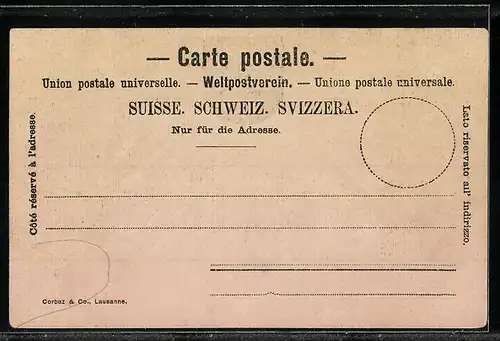 — Carte postale. —
Union postale universelle. — Weltpostverein. — Unione postale universale.
SUISSE. SCHWEIZ. SVIZZERA.
Nur für die Adresse.
Côté réservé à l'adresse.
Lato riservato all' indirizzo.
Corbaz & Co., Lausanne.